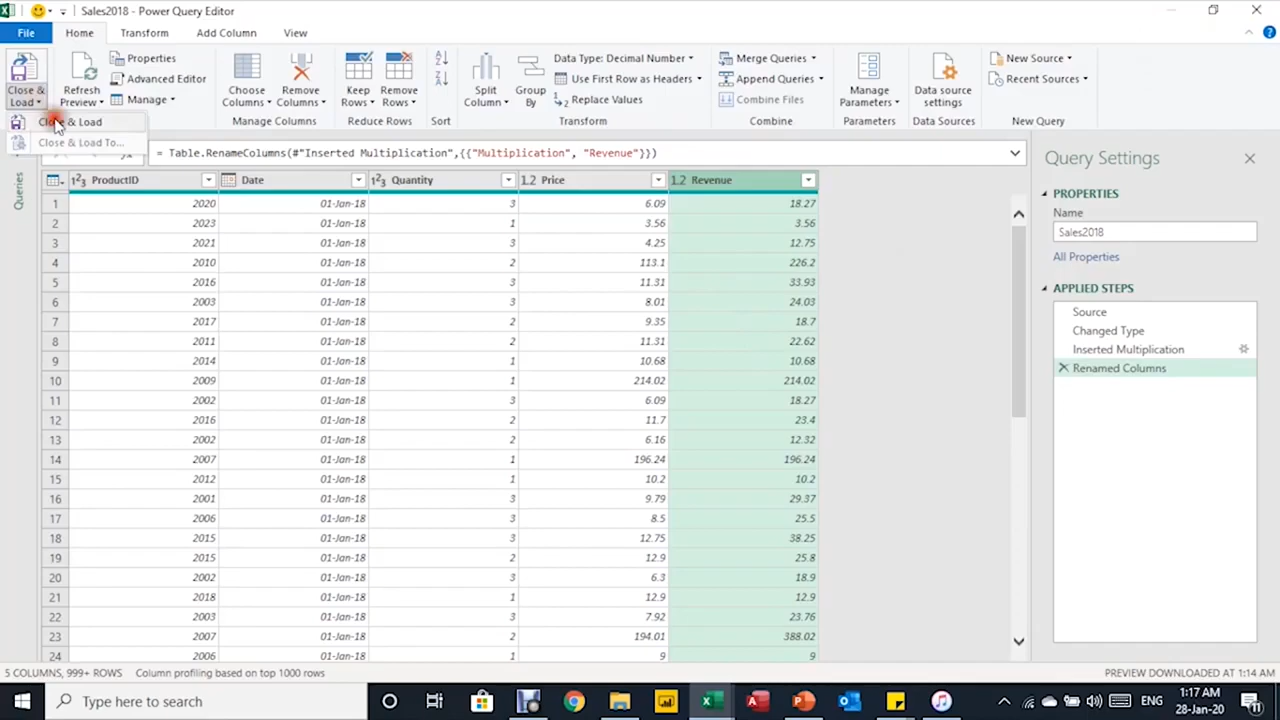 Sales2018 - Power Query Editor
File Home Transform Add Column View
Close & Load
Refresh Preview
Properties
Advanced Editor
Manage
Choose Columns
Remove Columns
Manage Columns
Keep Rows
Remove Rows
Reduce Rows
Sort
Split Column
Group By
Data Type: Decimal Number
Use First Row as Headers
Replace Values
Transform
Merge Queries
Append Queries
Combine Files
Combine
Manage Parameters
Parameters
Data source settings
Data Sources
New Source
Recent Sources
New Query
Close & Load
Close & Load To...
= Table.RenameColumns(#"Inserted Multiplication",{{"Multiplication", "Revenue"}})
Queries
ProductID Date Quantity Price Revenue
1 2020 01-Jan-18 3 6.09 18.27
2 2023 01-Jan-18 1 3.56 3.56
3 2021 01-Jan-18 3 4.25 12.75
4 2010 01-Jan-18 2 113.1 226.2
5 2016 01-Jan-18 3 11.31 33.93
6 2003 01-Jan-18 3 8.01 24.03
7 2017 01-Jan-18 2 9.35 18.7
8 2011 01-Jan-18 2 11.31 22.62
9 2014 01-Jan-18 1 10.68 10.68
10 2009 01-Jan-18 1 214.02 214.02
11 2002 01-Jan-18 3 6.09 18.27
12 2016 01-Jan-18 2 11.7 23.4
13 2002 01-Jan-18 2 6.16 12.32
14 2007 01-Jan-18 1 196.24 196.24
15 2012 01-Jan-18 1 10.2 10.2
16 2001 01-Jan-18 3 9.79 29.37
17 2006 01-Jan-18 3 8.5 25.5
18 2015 01-Jan-18 3 12.75 38.25
19 2015 01-Jan-18 2 12.9 25.8
20 2002 01-Jan-18 3 6.3 18.9
21 2018 01-Jan-18 1 12.9 12.9
22 2003 01-Jan-18 3 7.92 23.76
23 2007 01-Jan-18 2 194.01 388.02
24 2006 01-Jan-18 1 9 9
Query Settings
PROPERTIES
Name
Sales2018
All Properties
APPLIED STEPS
Source
Changed Type
Inserted Multiplication
Renamed Columns
5 COLUMNS, 999+ ROWS Column profiling based on top 1000 rows PREVIEW DOWNLOADED AT 1:14 AM
Type here to search
ENG
1:17 AM
28-Jan-20